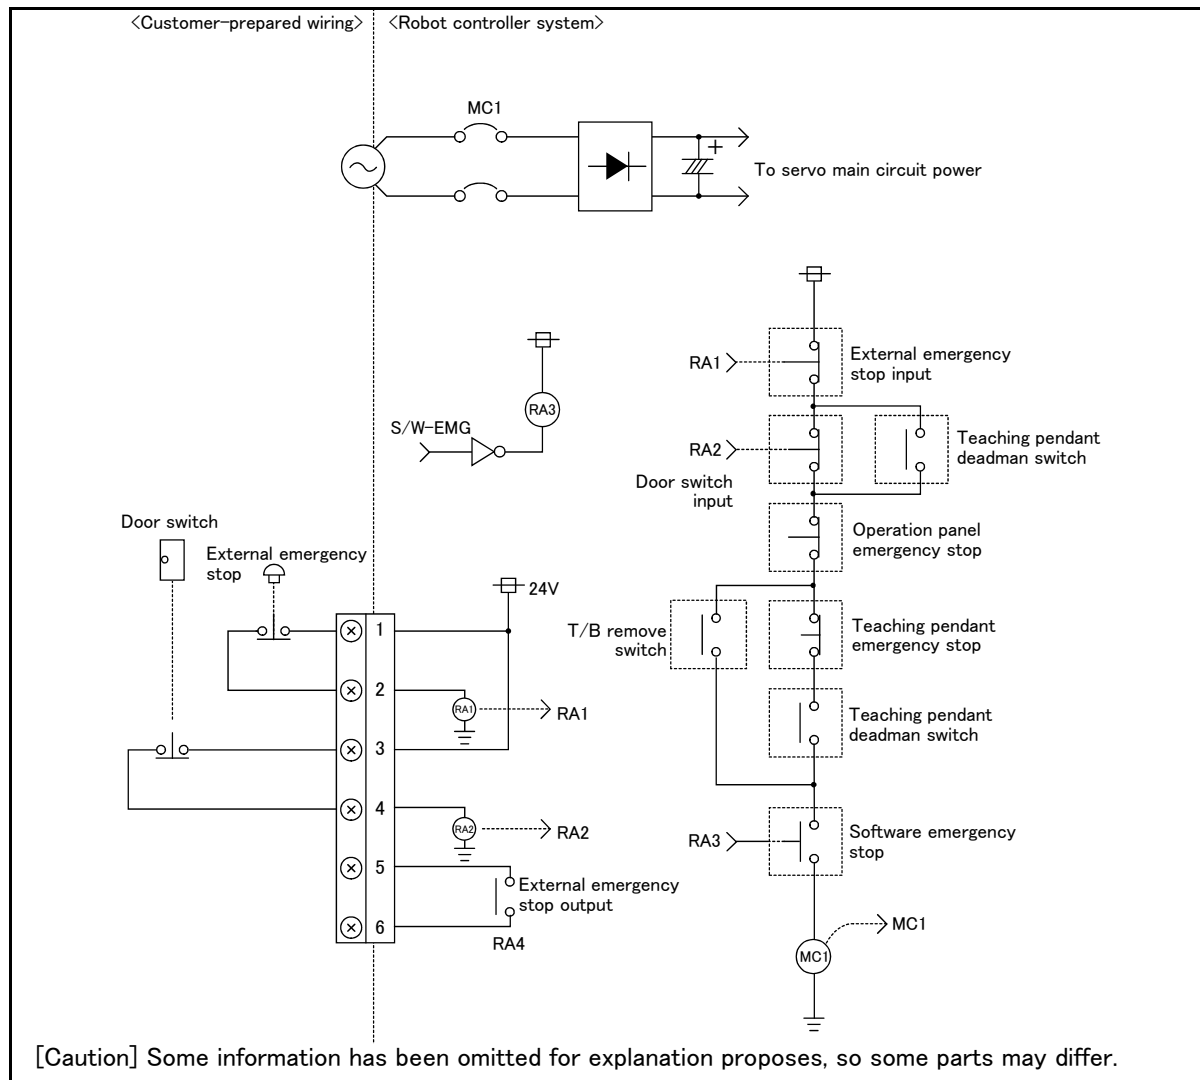 <Customer-prepared wiring>
<Robot controller system>
MC1
+
To servo main circuit power
RA1
External emergency
stop input
RA3
S/W-EMG
RA2
Door switch
input
Teaching pendant
deadman switch
Door switch
External emergency
stop
Operation panel
emergency stop
24V
1
T/B remove
switch
Teaching pendant
emergency stop
2
RA1
RA1
3
Teaching pendant
deadman switch
4
RA2
RA2
RA3
Software emergency
stop
5
External emergency
stop output
6
RA4
MC1
MC1
[Caution] Some information has been omitted for explanation proposes, so some parts may differ.